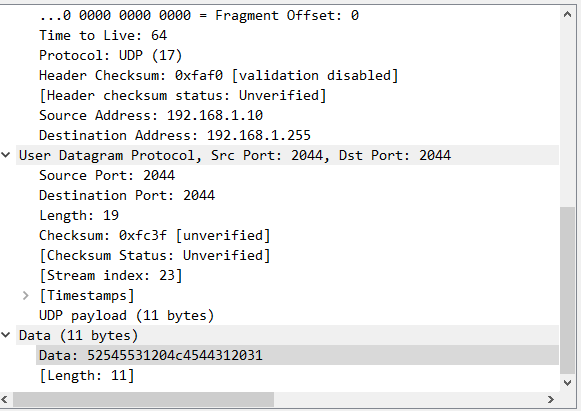 ...0 0000 0000 0000 = Fragment Offset: 0
Time to Live: 64
Protocol: UDP (17)
Header Checksum: 0xfaf0 [validation disabled]
[Header checksum status: Unverified]
Source Address: 192.168.1.10
Destination Address: 192.168.1.255
User Datagram Protocol, Src Port: 2044, Dst Port: 2044
Source Port: 2044
Destination Port: 2044
Length: 19
Checksum: 0xfc3f [unverified]
[Checksum Status: Unverified]
[Stream index: 23]
[Timestamps]
UDP payload (11 bytes)
Data (11 bytes)
Data: 52545531204c4544312031
[Length: 11]